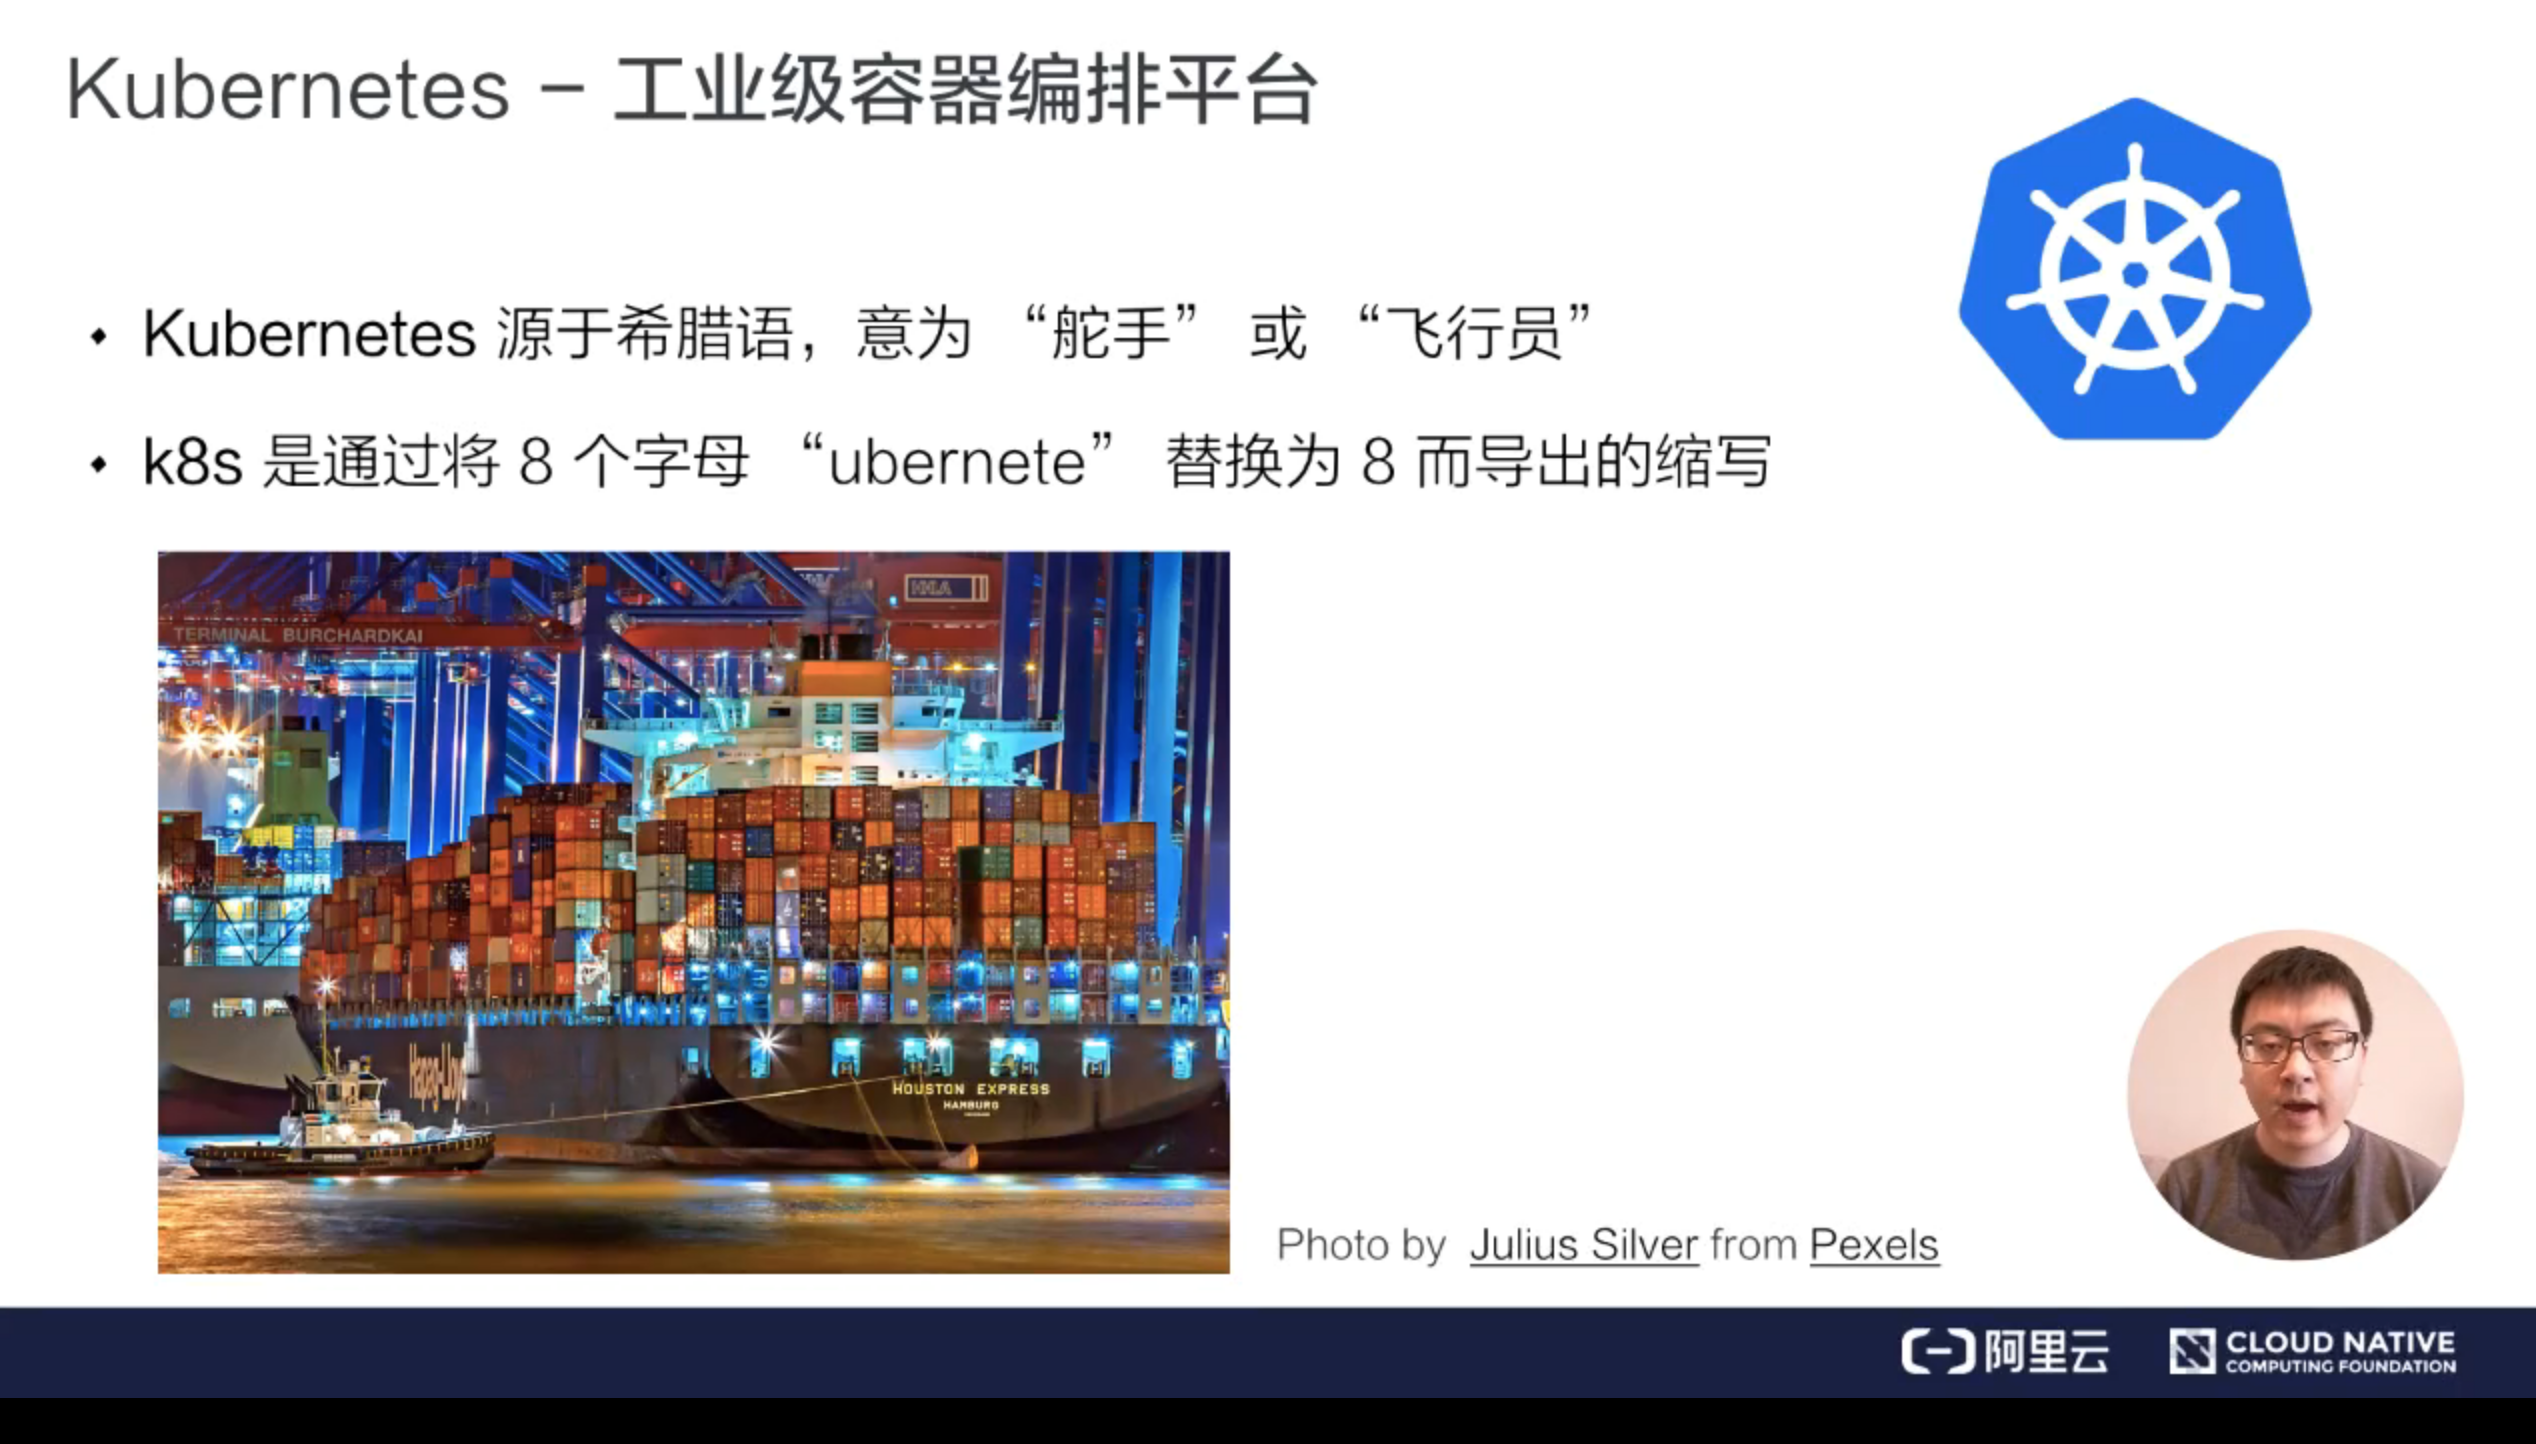 Kubernetes - 工业级容器编排平台
• Kubernetes 源于希腊语，意为 “舵手” 或 “飞行员”
• k8s 是通过将 8 个字母 “ubernete” 替换为 8 而导出的缩写
HHLA
TERMINAL BURCHARDKAI
Hapag-Lloyd
HOUSTON EXPRESS
HAMBURG
Photo by Julius Silver from Pexels
阿里云
CLOUD NATIVE
COMPUTING FOUNDATION